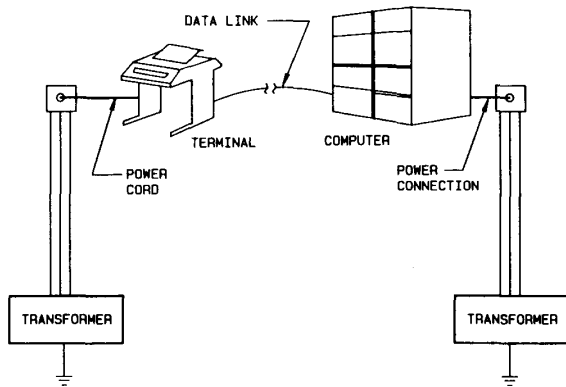 DATA LINK
TERMINAL
COMPUTER
POWER
CORD
POWER
CONNECTION
TRANSFORMER
TRANSFORMER